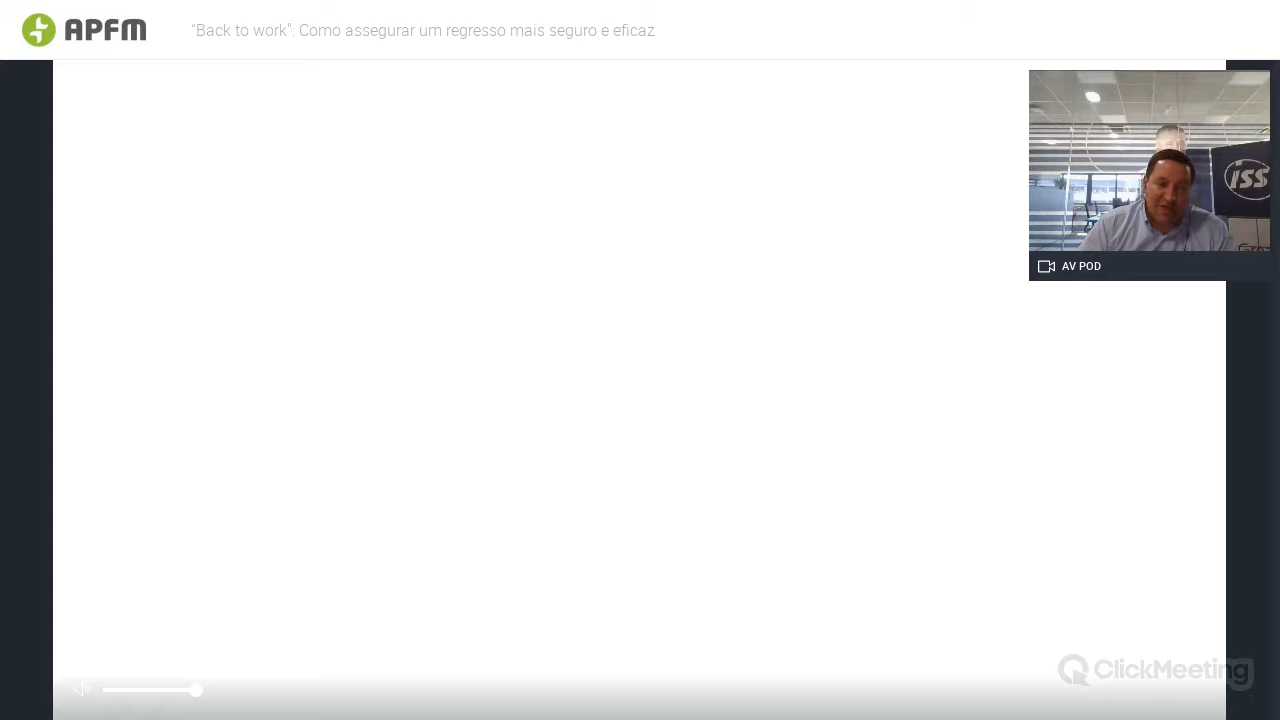 APFM
“Back to work": Como assegurar um regresso mais seguro e eficaz
ISS
AV POD
ClickMeeting